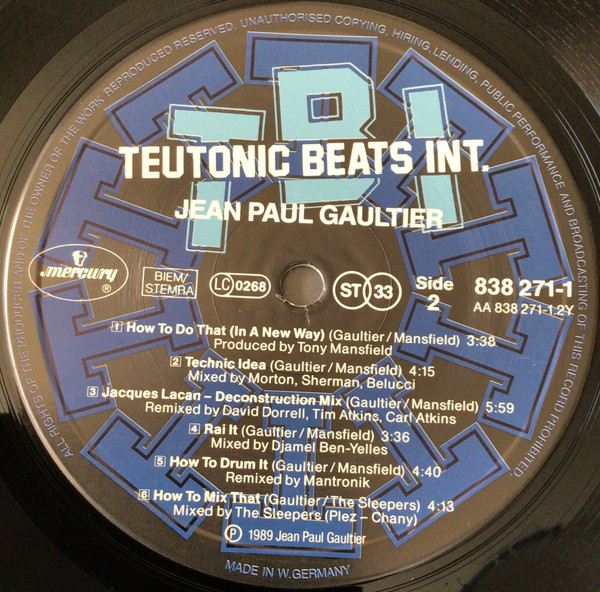 ALL RIGHTS OF THE PRODUCER AND OF THE OWNER OF THE WORK REPRODUCED RESERVED. UNAUTHORISED COPYING, HIRING, LENDING, PUBLIC PERFORMANCE AND BROADCASTING OF THIS RECORD PROHIBITED.
T.B.I
TEUTONIC BEATS INT.
JEAN PAUL GAULTIER
mercury ®
BIEM/
STEMRA
LC 0268
ST 33
Side
2
838 271-1
AA 838 271-1.2Y
1 How To Do That (In A New Way) (Gaultier/Mansfield) 3:38
Produced by Tony Mansfield
2 Technic Idea (Gaultier/Mansfield) 4:15
Mixed by Morton, Sherman, Belucci
3 Jacques Lacan – Deconstruction Mix (Gaultier/Mansfield) 5:59
Remixed by David Dorrell, Tim Atkins, Carl Atkins
4 Rai It (Gaultier/Mansfield) 3:36
Mixed by Djamel Ben-Yelles
5 How To Drum It (Gaultier/Mansfield) 4:40
Remixed by Mantronik
6 How To Mix That (Gaultier/The Sleepers) 4:13
Mixed by The Sleepers (Plez – Chany)
℗ 1989 Jean Paul Gaultier
MADE IN W. GERMANY